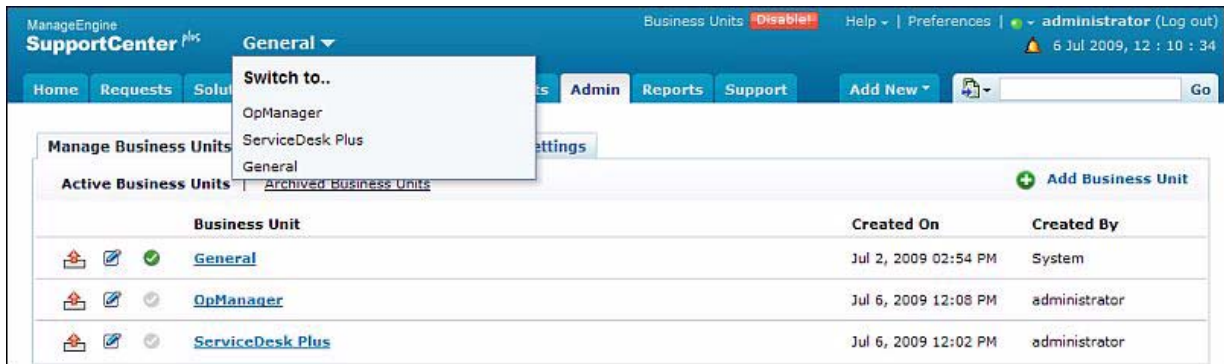 ManageEngine
SupportCenter plus
General
Business Units Disable!
Help | Preferences | administrator (Log out)
6 Jul 2009, 12 : 10 : 34
Switch to..
OpManager
ServiceDesk Plus
General
Home Requests Admin Reports Support Add New Go
Manage Business Units
Active Business Units | Archived Business Units
Add Business Unit
Business Unit Created On Created By
General Jul 2, 2009 02:54 PM System
OpManager Jul 6, 2009 12:08 PM administrator
ServiceDesk Plus Jul 6, 2009 12:02 PM administrator